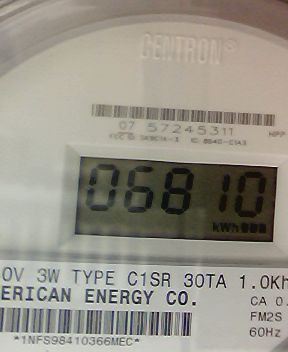 CENTRON®
07 57245311
06810
kWh 888
0V 3W TYPE C1SR 30TA 1.0Kh
ERICAN ENERGY CO.
CA 0.
FM2S
60Hz
*1NFS98410366MEC*